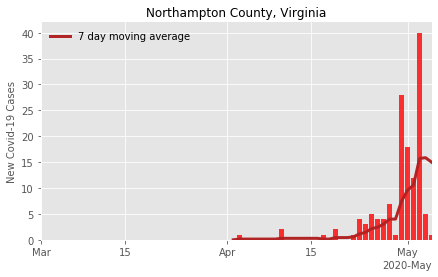 Northampton County, Virginia
7 day moving average
New Covid-19 Cases
40
35
30
25
20
15
10
5
0
Mar
15
Apr
15
May
2020-May